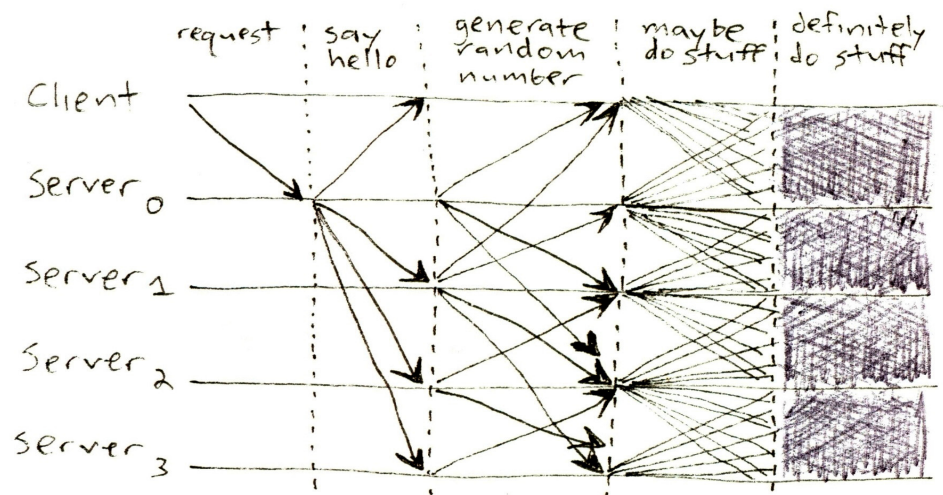 request
say
hello
generate
random
number
maybe
do stuff
definitely
do stuff
Client
Server 0
Server 1
Server 2
Server 3